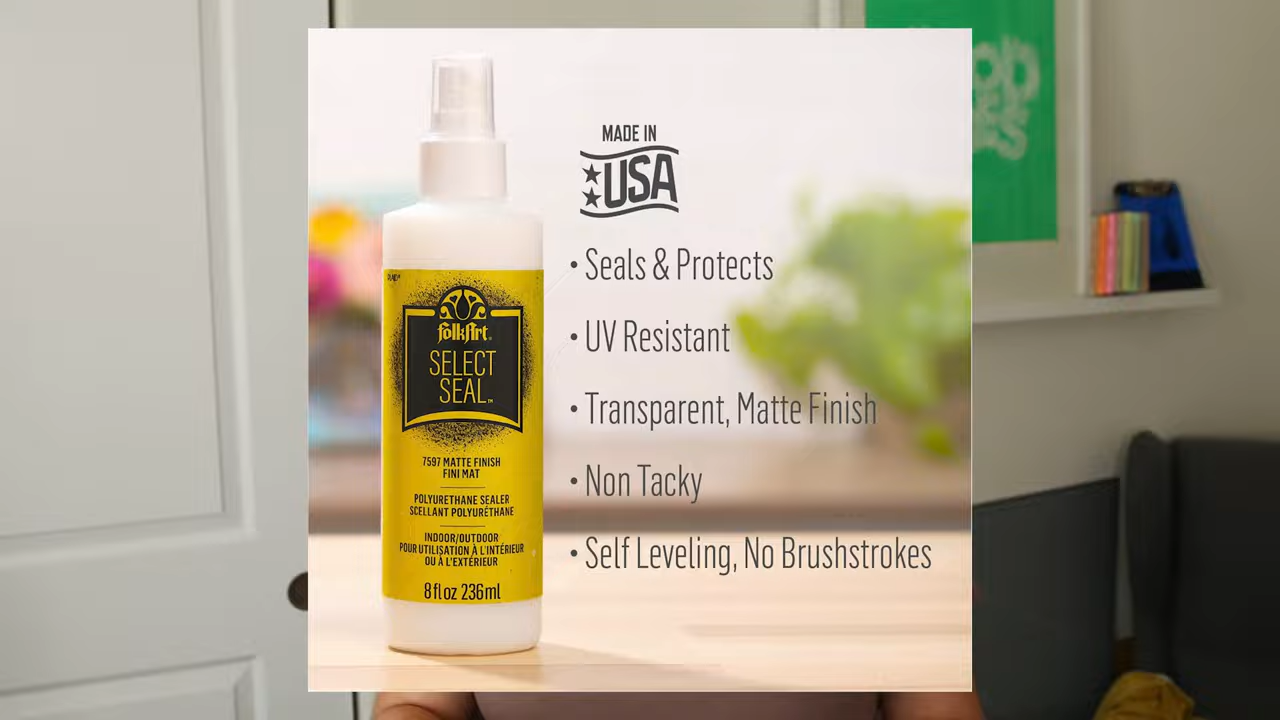 MADE IN
USA
• Seals & Protects
• UV Resistant
• Transparent, Matte Finish
• Non Tacky
• Self Leveling, No Brushstrokes
PLAID
FolkArt
SELECT
SEAL™
7597 MATTE FINISH
FINI MAT
POLYURETHANE SEALER
SCELLANT POLYURÉTHANE
INDOOR/OUTDOOR
POUR UTILISATION À L'INTÉRIEUR
OU À L'EXTÉRIEUR
8 fl oz 236 ml